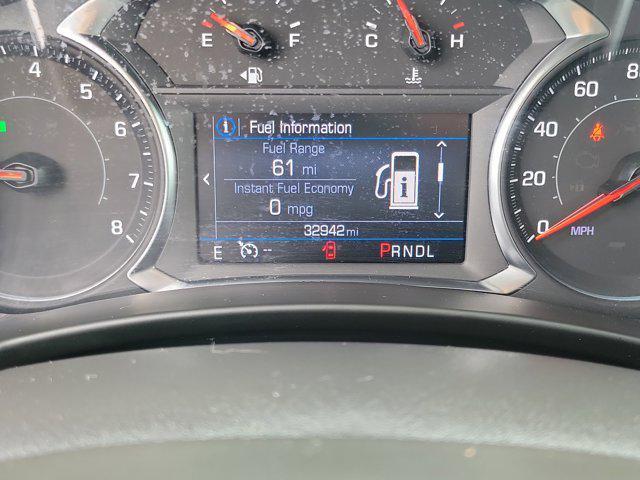 E F C H
4 5 6 7 8
Fuel Information
Fuel Range
61 mi
Instant Fuel Economy
0 mpg
32942 mi
E -- PRNDL
60 40 20 0
MPH